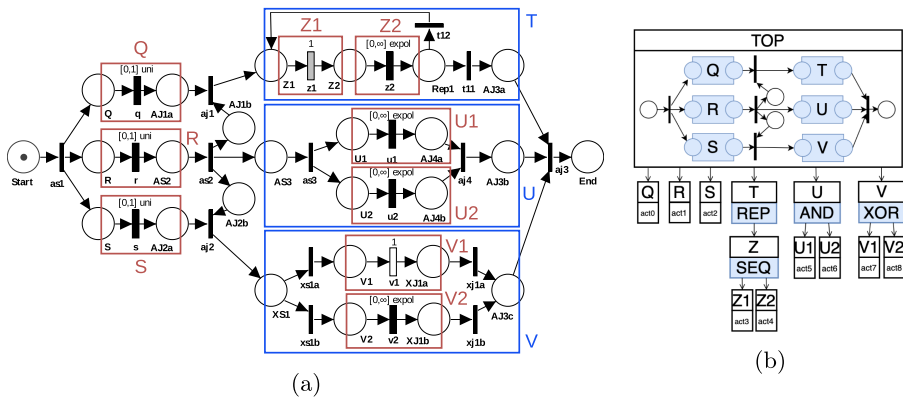 T
Z1
Z2
t12
1
[0,∞] expol
Q
[0,1] uni
Z1
z1
Z2
z2
Rep1
t11
AJ3a
Q
q
AJ1a
aj1
AJ1b
[0,∞] expol
U1
[0,1] uni
R
U1
u1
AJ4a
Start
as1
R
r
AS2
as2
AS3
as3
aj4
AJ3b
aj3
End
[0,∞] expol
[0,1] uni
U
U2
u2
AJ4b
AJ2b
S
s
AJ2a
aj2
U2
S
1
V1
xs1a
V1
v1
XJ1a
xj1a
XS1
[0,∞] expol
V2
AJ3c
xs1b
V2
v2
XJ1b
xj1b
V
(a)
TOP
Q
T
R
U
S
V
Q
R
S
T
U
V
act0
act1
act2
REP
AND
XOR
Z
U1
U2
V1
V2
SEQ
act5
act6
act7
act8
Z1
Z2
act3
act4
(b)